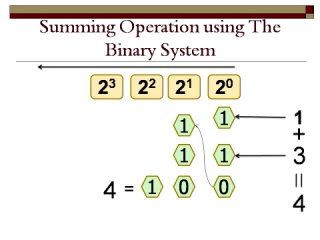 Summing Operation using The
Binary System
2³ 2² 2¹ 2⁰
1 1 1
+
1 1 3
=
4 = 1 0 0 4